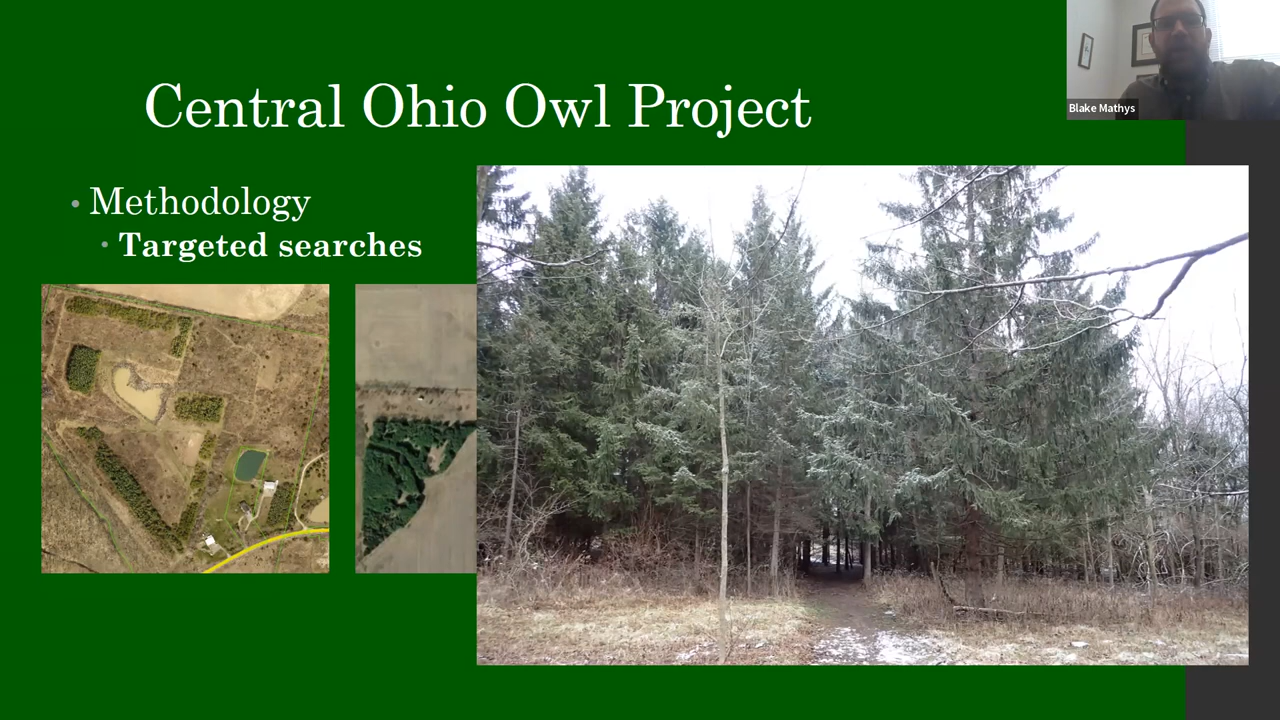 Central Ohio Owl Project
Blake Mathys
• Methodology
• Targeted searches